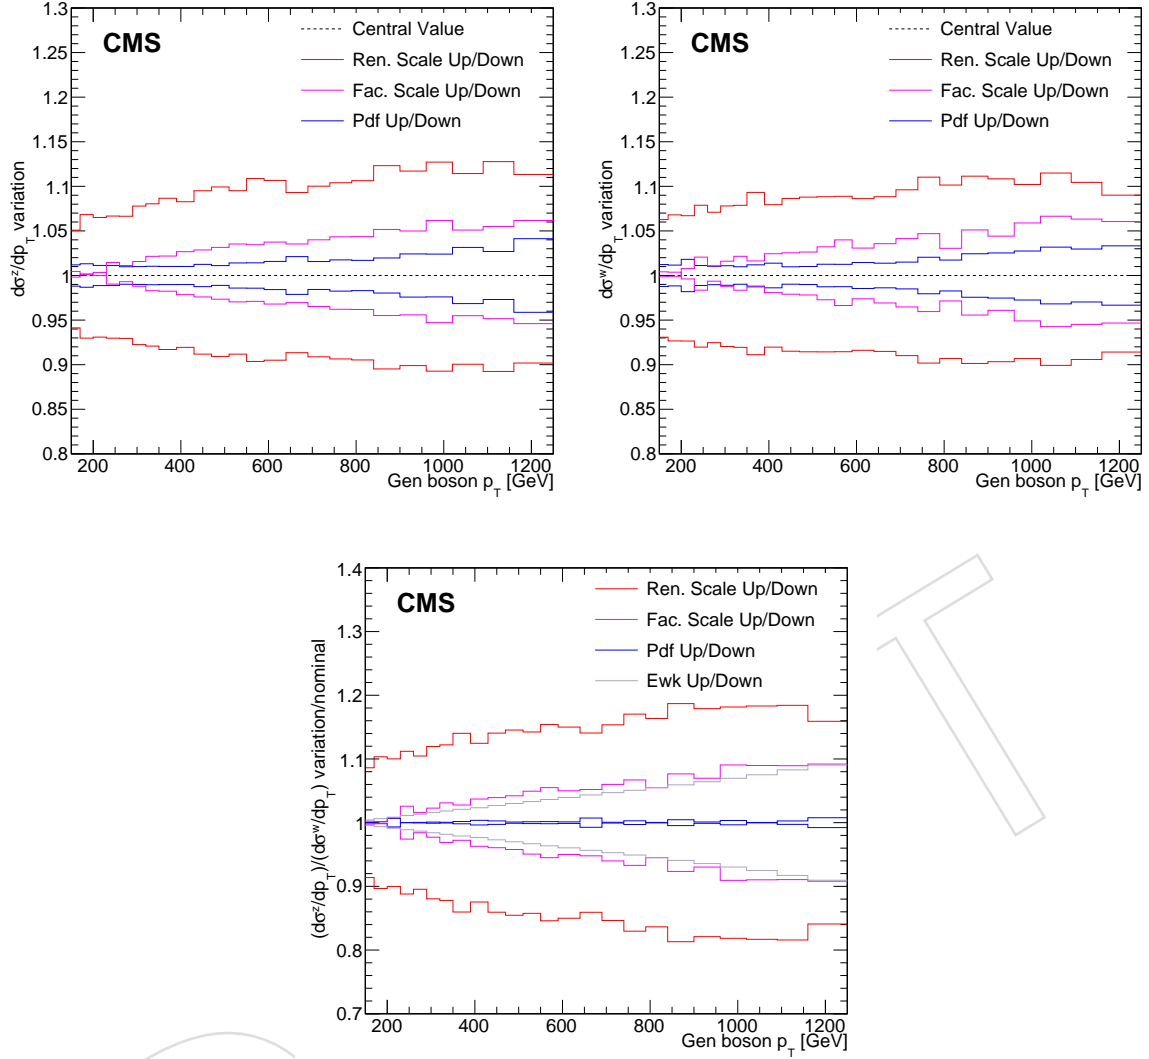 1.3
1.25
1.2
1.15
1.1
1.05
1
0.95
0.9
0.85
0.8
dσᶻ/dp_T variation
CMS
Central Value
Ren. Scale Up/Down
Fac. Scale Up/Down
Pdf Up/Down
200 400 600 800 1000 1200
Gen boson p_T [GeV]
1.3
1.25
1.2
1.15
1.1
1.05
1
0.95
0.9
0.85
0.8
dσʷ/dp_T variation
CMS
Central Value
Ren. Scale Up/Down
Fac. Scale Up/Down
Pdf Up/Down
200 400 600 800 1000 1200
Gen boson p_T [GeV]
1.4
1.3
1.2
1.1
1
0.9
0.8
0.7
(dσᶻ/dp_T)/(dσʷ/dp_T) variation/nominal
CMS
Ren. Scale Up/Down
Fac. Scale Up/Down
Pdf Up/Down
Ewk Up/Down
200 400 600 800 1000 1200
Gen boson p_T [GeV]
T